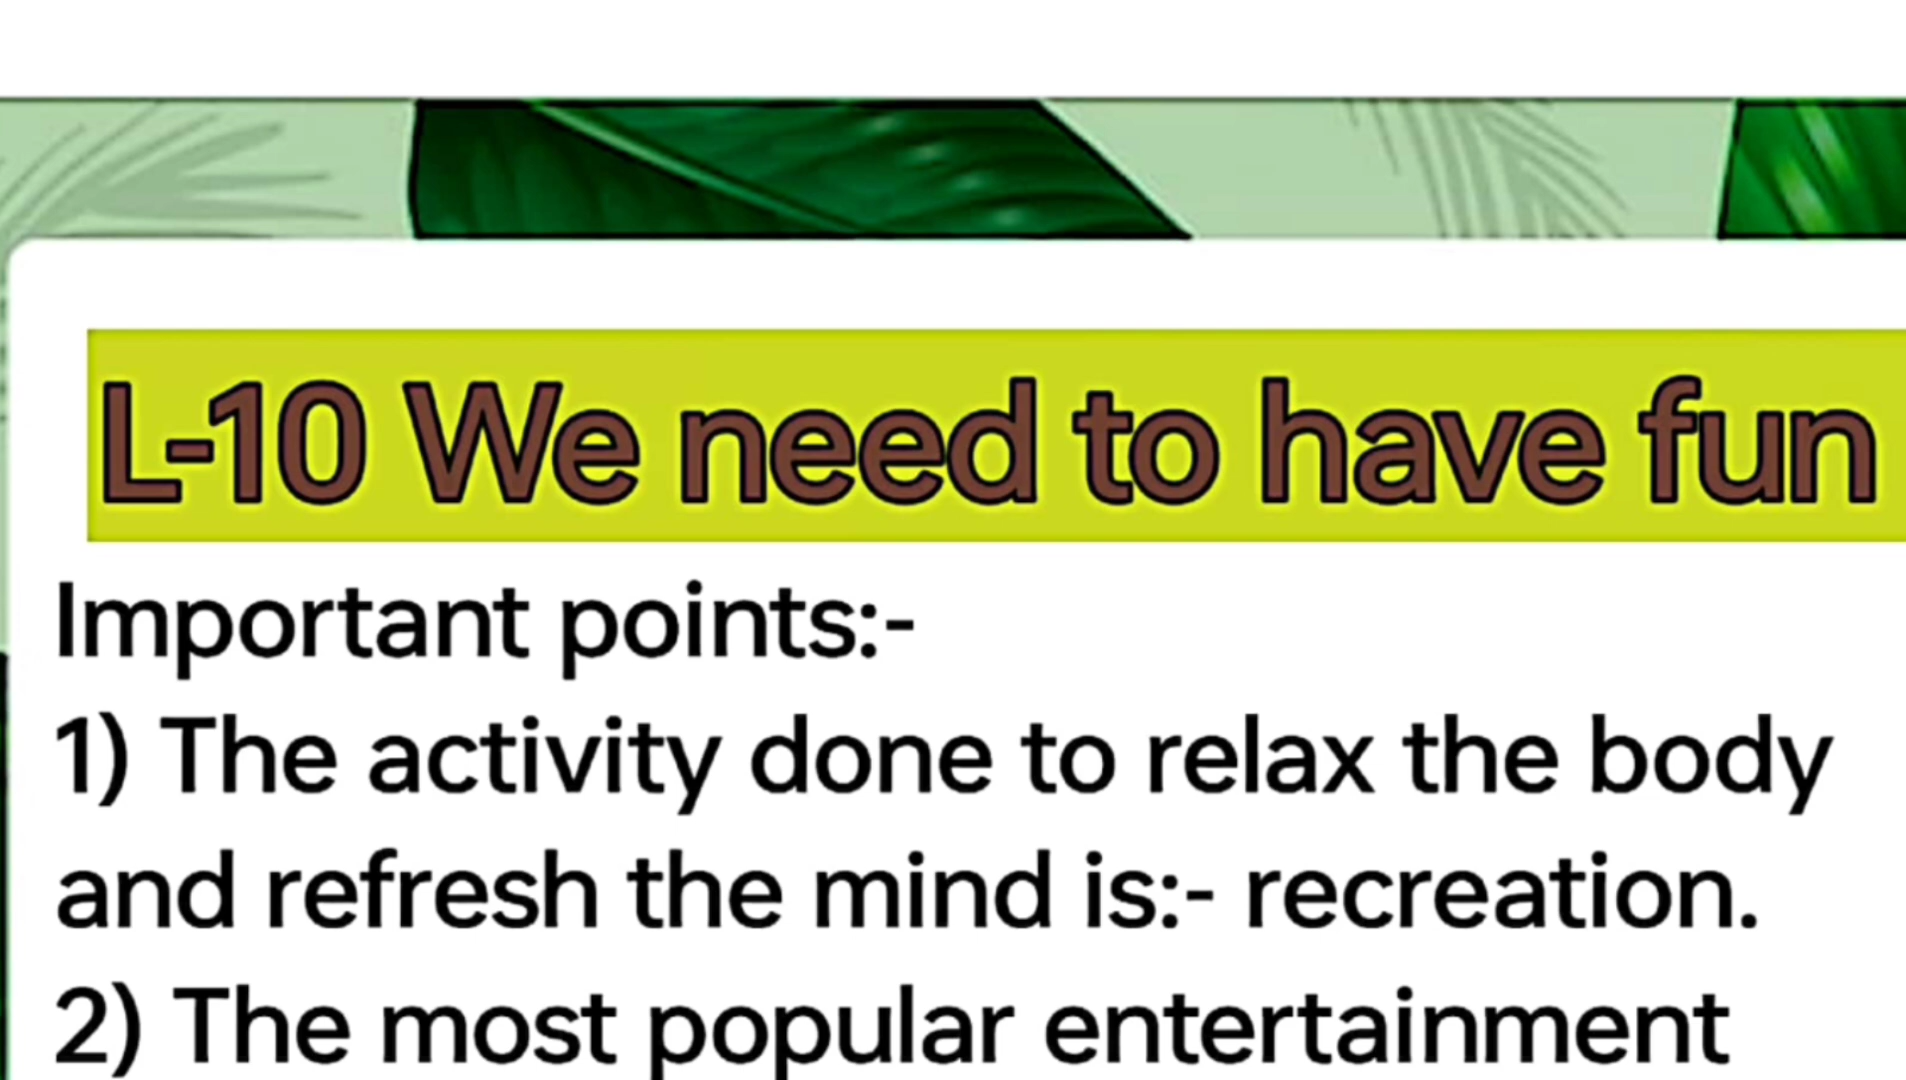 L-10 We need to have fun
Important points:-
1) The activity done to relax the body
and refresh the mind is:- recreation.
2) The most popular entertainment